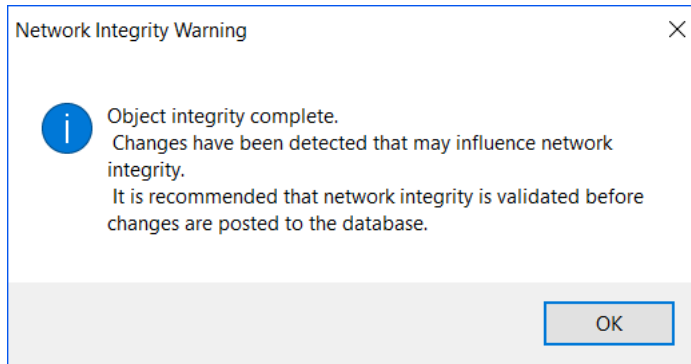 Network Integrity Warning
Object integrity complete.
Changes have been detected that may influence network
integrity.
It is recommended that network integrity is validated before
changes are posted to the database.
OK